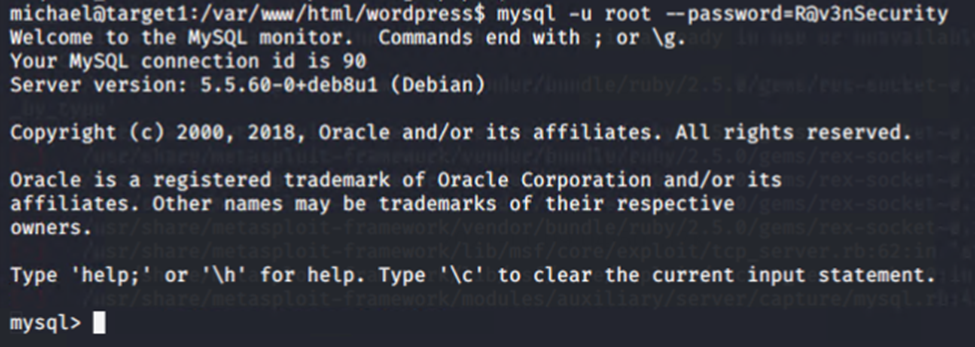 michael@target1:/var/www/html/wordpress$ mysql -u root --password=R@v3nSecurity
Welcome to the MySQL monitor.  Commands end with ; or \g.
Your MySQL connection id is 90
Server version: 5.5.60-0+deb8u1 (Debian)

Copyright (c) 2000, 2018, Oracle and/or its affiliates. All rights reserved.

Oracle is a registered trademark of Oracle Corporation and/or its
affiliates. Other names may be trademarks of their respective
owners.

Type 'help;' or '\h' for help. Type '\c' to clear the current input statement.

mysql>